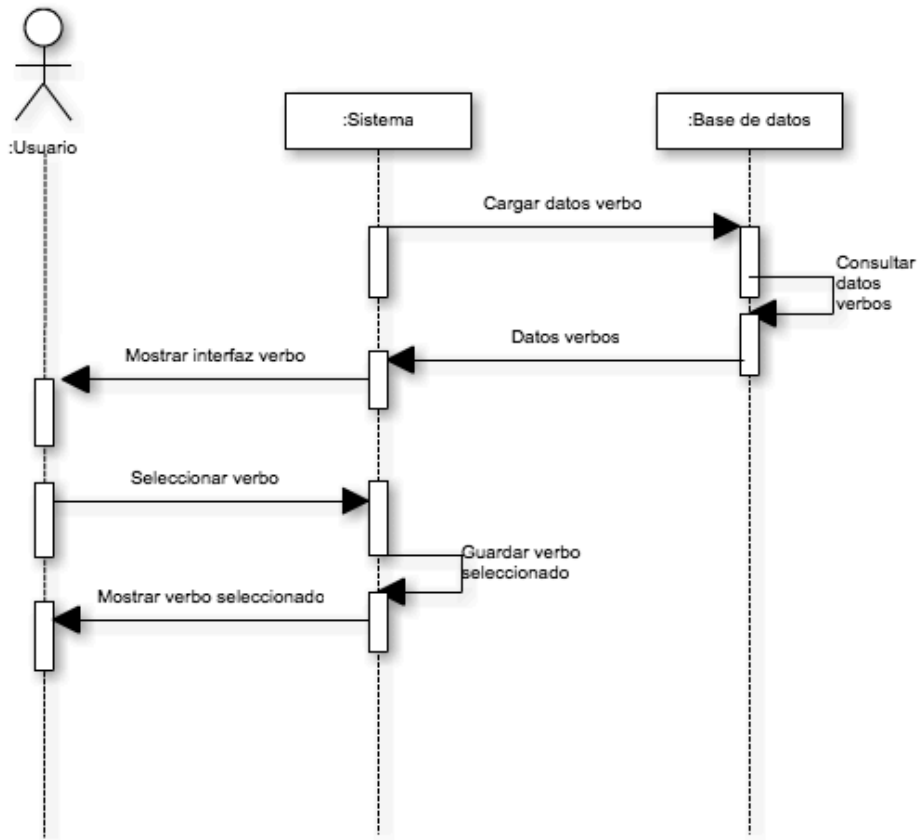 :Usuario
:Sistema
:Base de datos
Cargar datos verbo
Consultar
datos
verbos
Datos verbos
Mostrar interfaz verbo
Seleccionar verbo
Guardar verbo
seleccionado
Mostrar verbo seleccionado